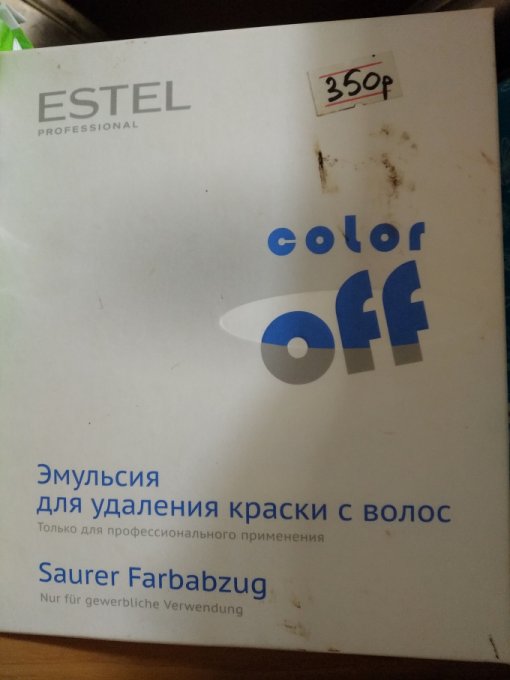 ESTEL
PROFESSIONAL
350р
color
off
Эмульсия
для удаления краски с волос
Только для профессионального применения
Saurer Farbabzug
Nur für gewerbliche Verwendung